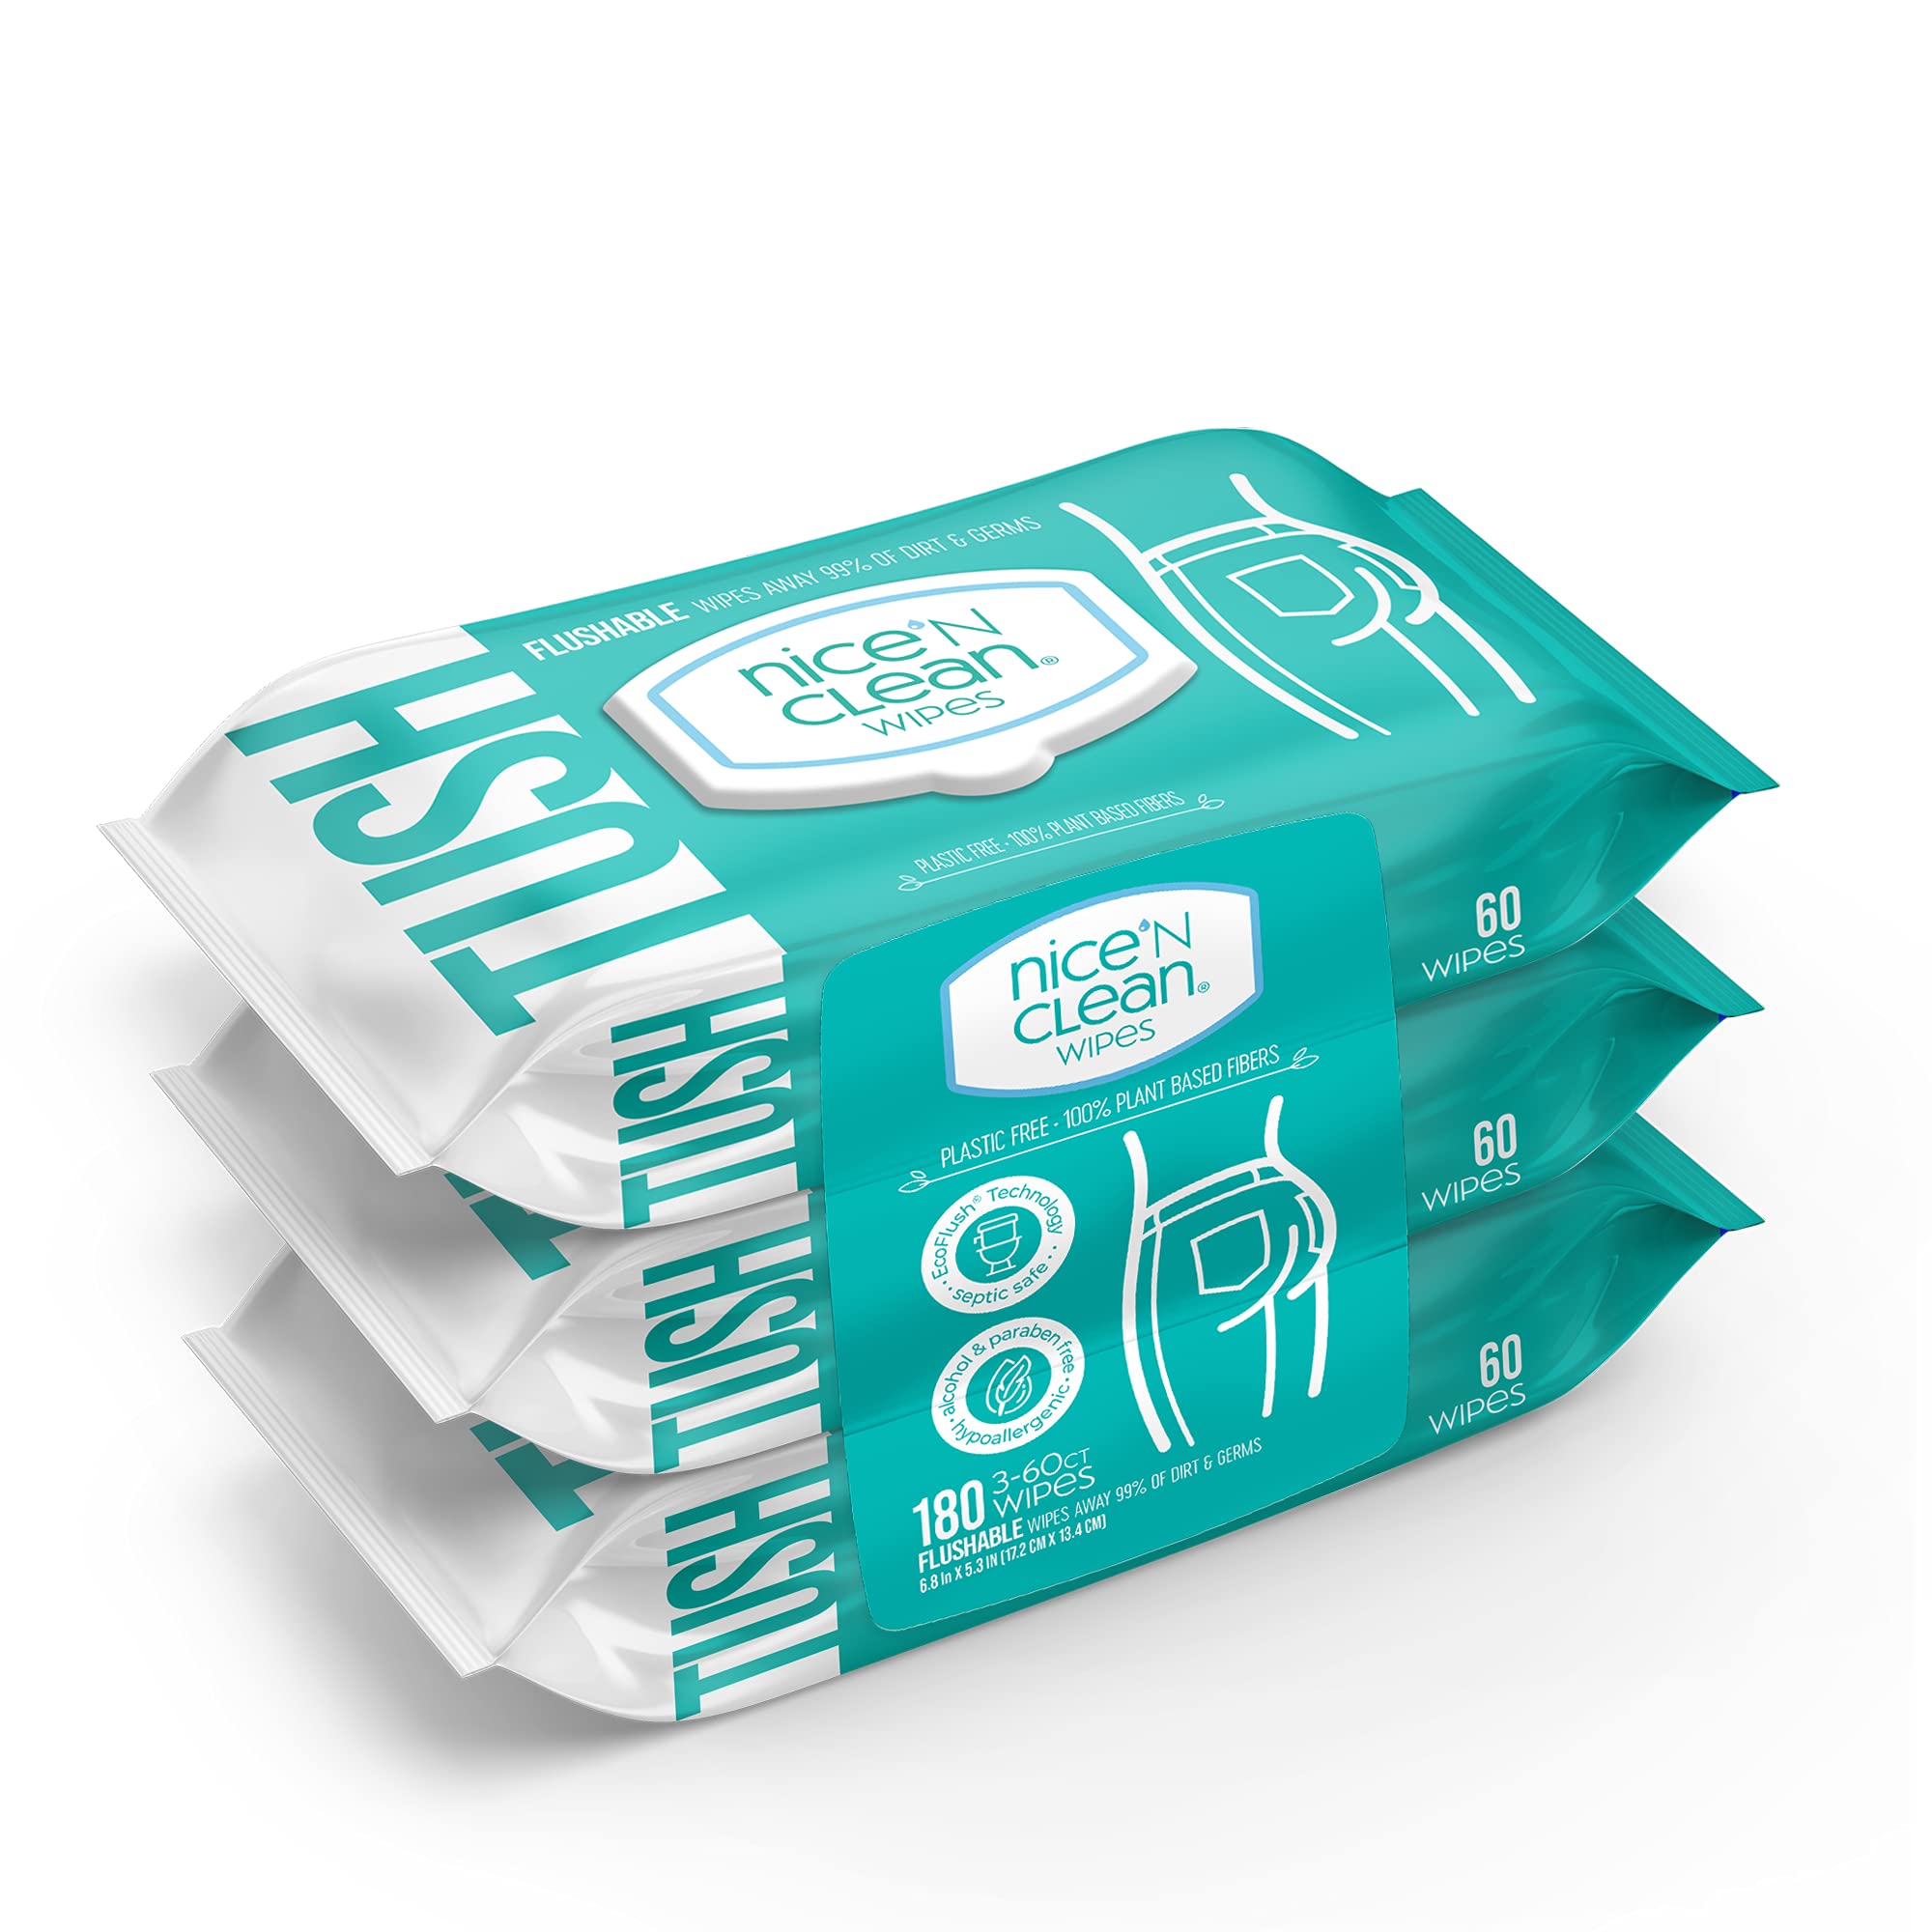 FLUSHABLE WIPES AWAY 99% OF DIRT & GERMS
TUSH
nice'N
CLean®
WIPes
PLASTIC FREE · 100% PLANT BASED FIBERS
60
WIPes
TUSH
nice'N
CLean®
WIPes
PLASTIC FREE · 100% PLANT BASED FIBERS
EcoFlush® Technology
·· septic safe ··
alcohol & paraben free
· hypoallergenic ·
180 3-60CT
WIPes
FLUSHABLE WIPES AWAY 99% OF DIRT & GERMS
6.8 In X 5.3 IN (17.2 CM X 13.4 CM)
60
WIPes
TUSH
60
WIPes
TUSH